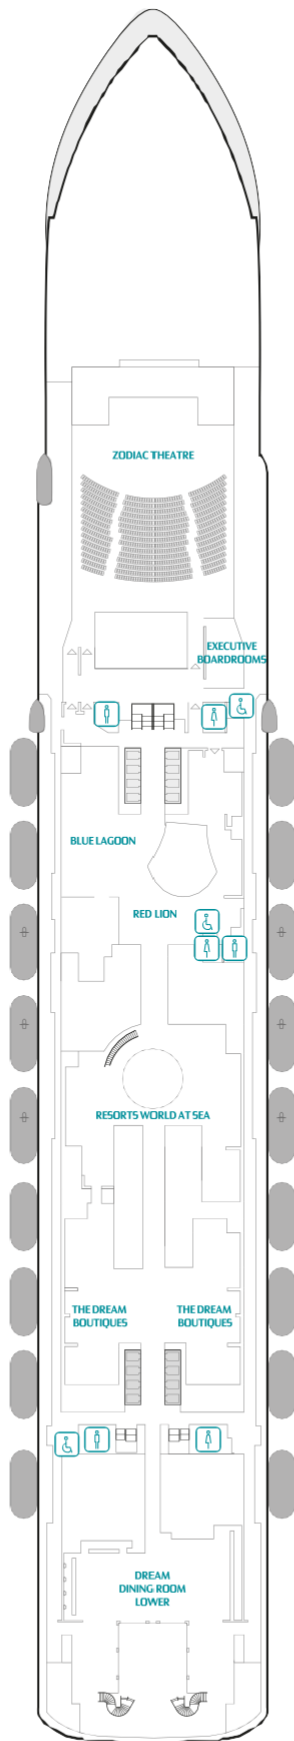 ZODIAC THEATRE
EXECUTIVE
BOARDROOMS
BLUE LAGOON
RED LION
RESORTS WORLD AT SEA
THE DREAM
BOUTIQUES
THE DREAM
BOUTIQUES
DREAM
DINING ROOM
LOWER